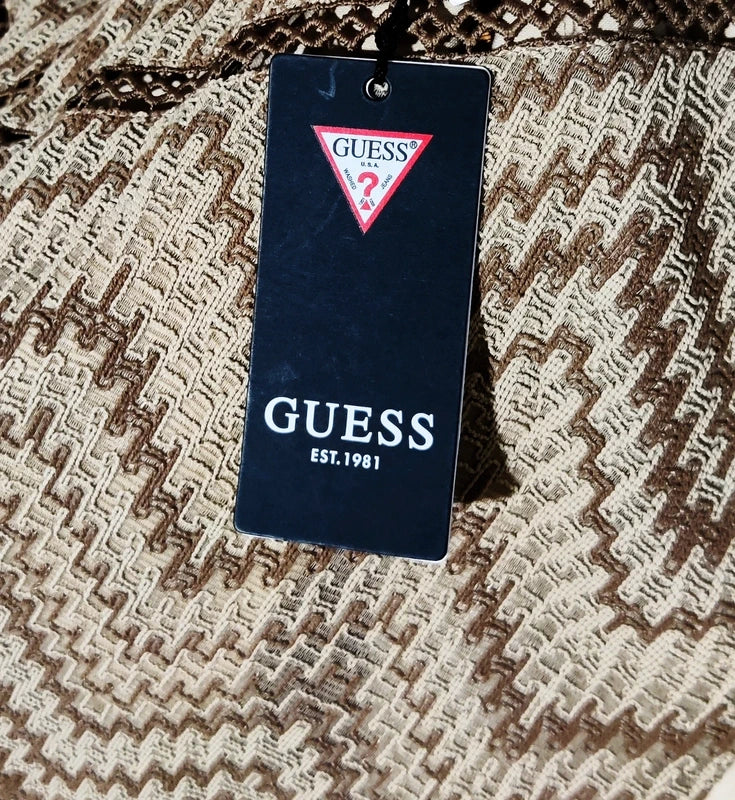 GUESS®
U.S.A.
WASHED ? JEANS
GUESS
EST. 1981